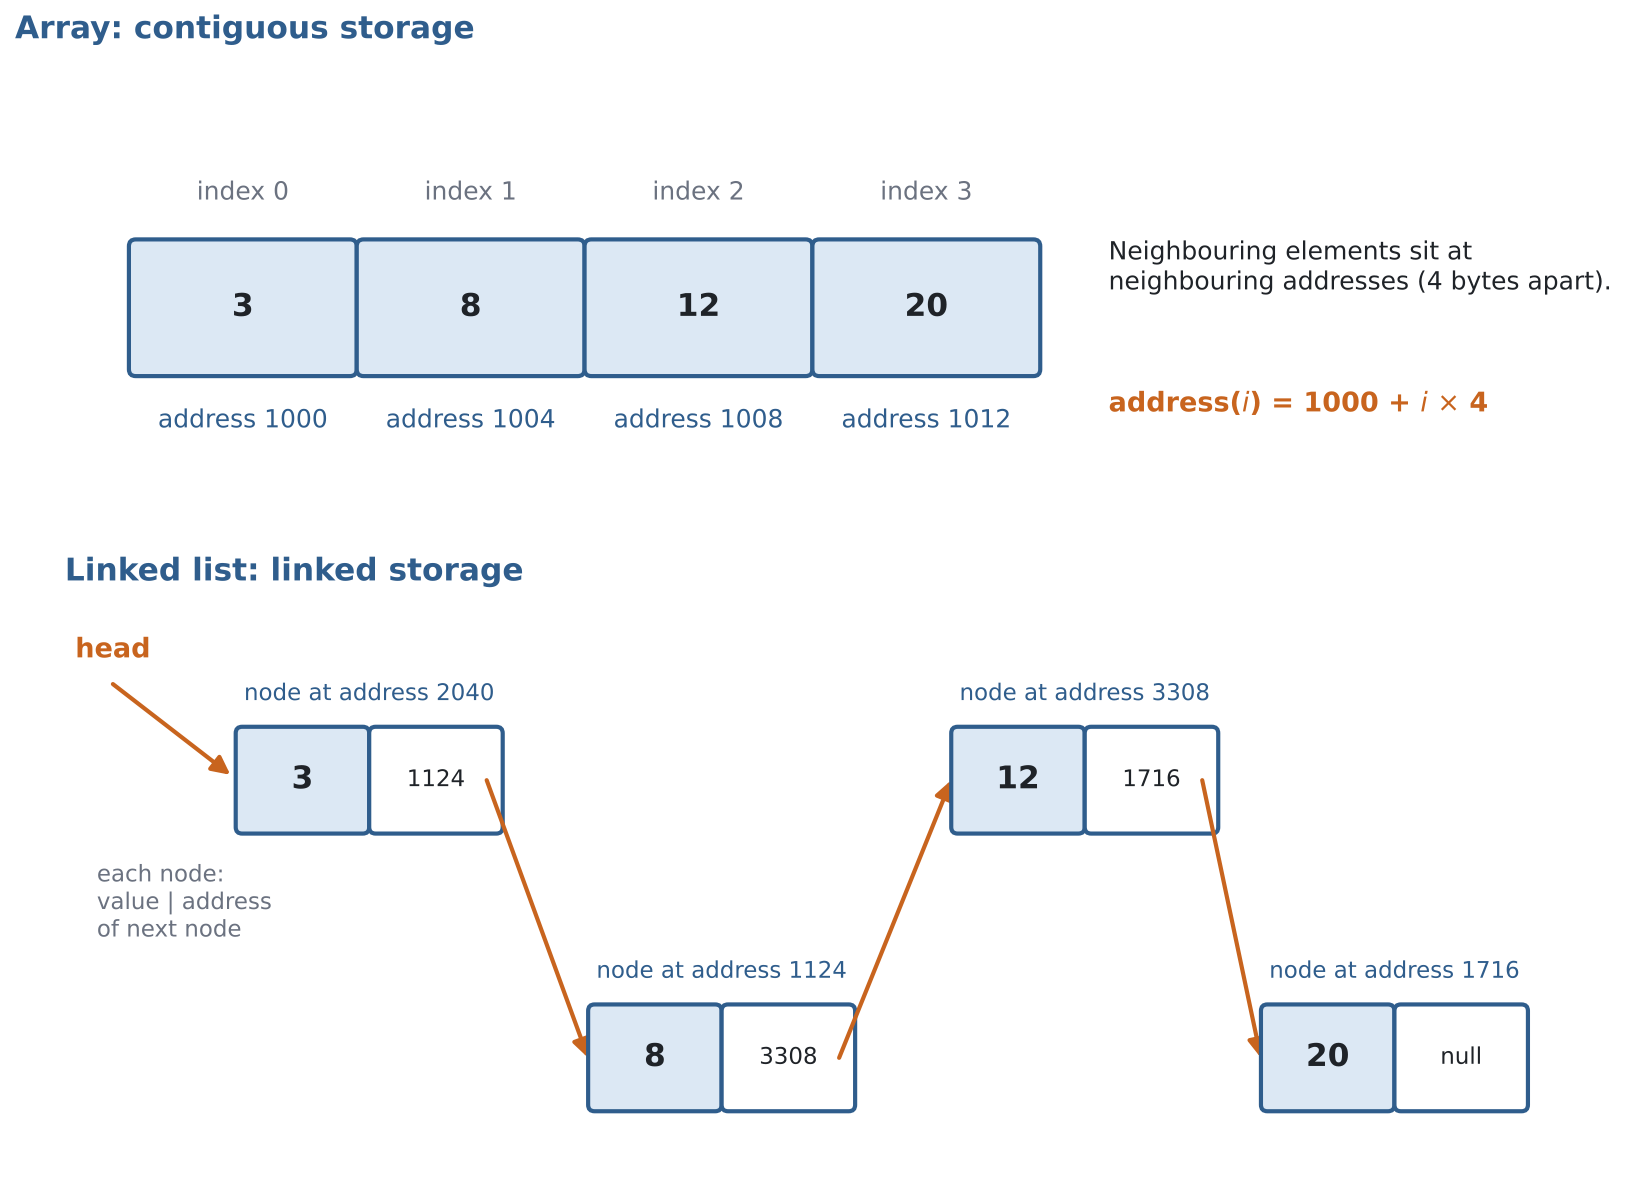 Array: contiguous storage
index 0
index 1
index 2
index 3
3
8
12
20
address 1000
address 1004
address 1008
address 1012
Neighbouring elements sit at
neighbouring addresses (4 bytes apart).
address(i) = 1000 + i × 4
Linked list: linked storage
head
node at address 2040
3
1124
each node:
value | address
of next node
node at address 1124
8
3308
node at address 3308
12
1716
node at address 1716
20
null